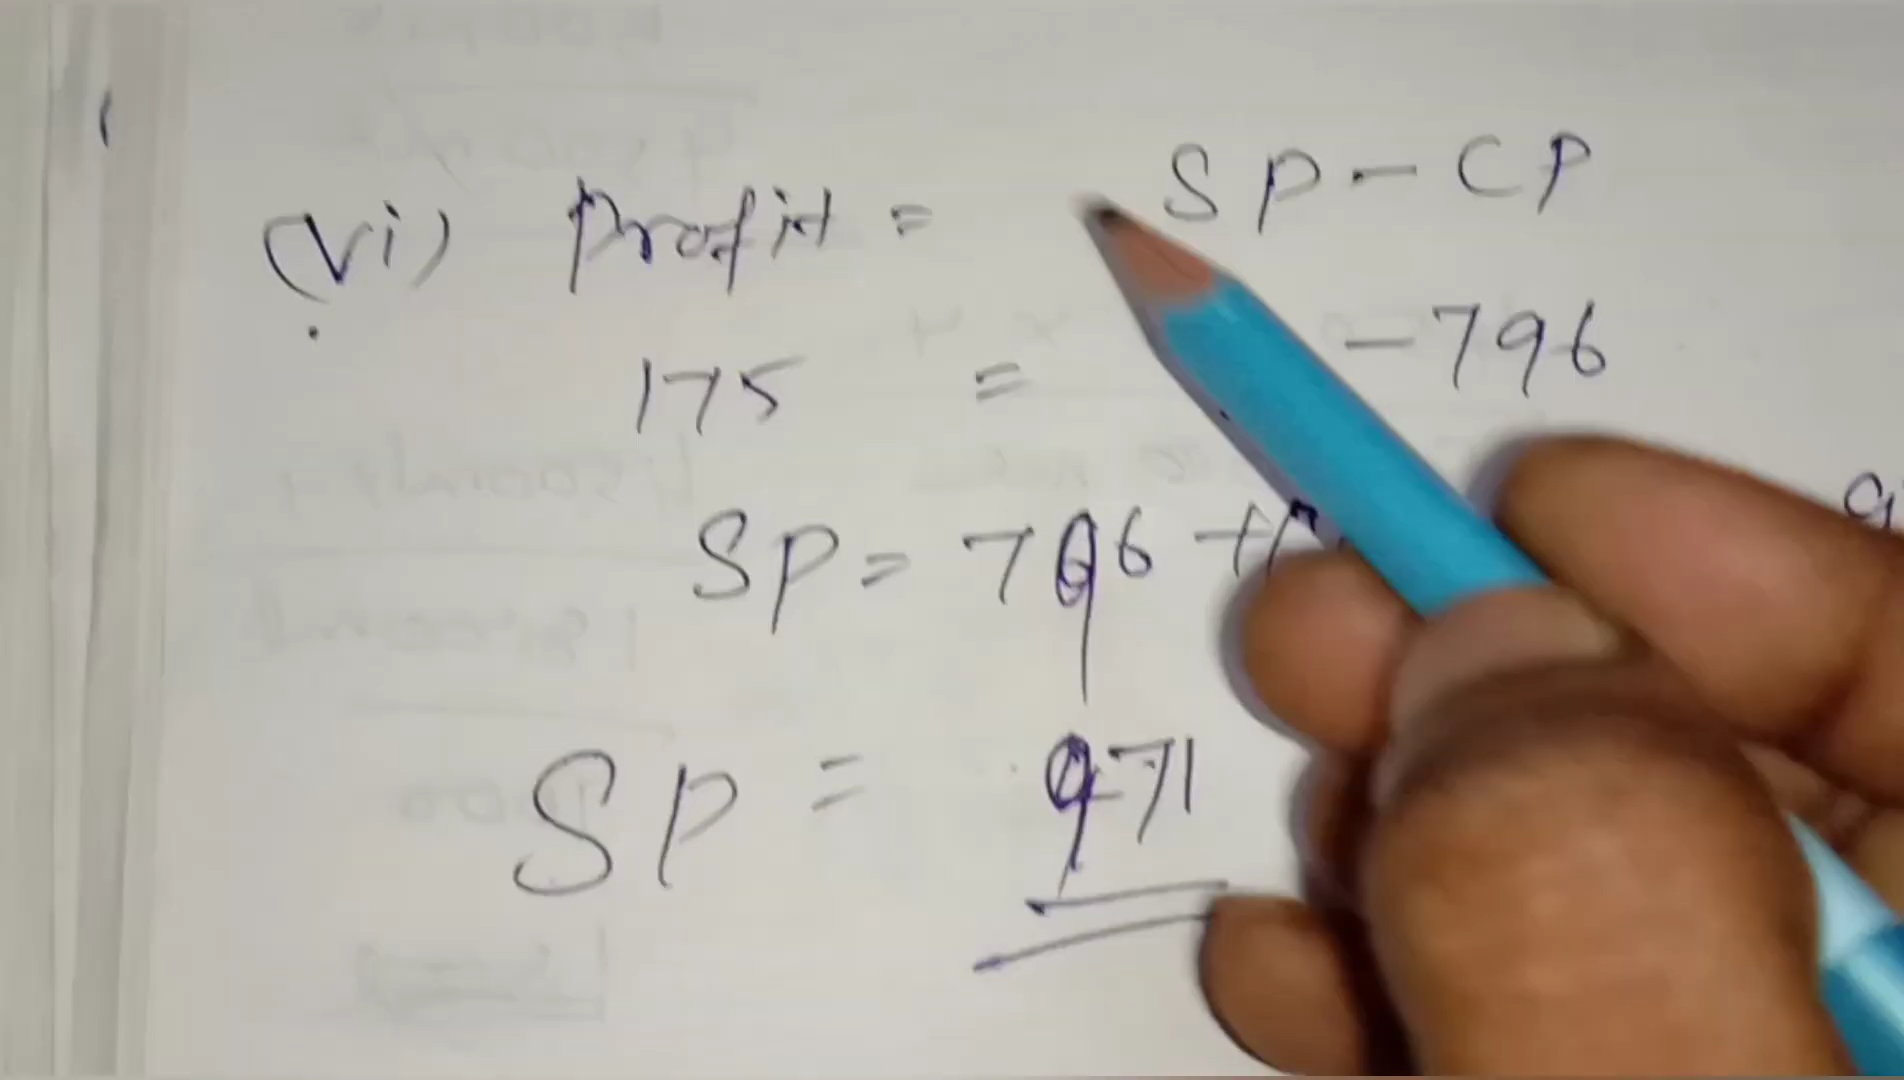 (vi) Profit = SP - CP
175 = - 796
SP = 796 +
SP = 971